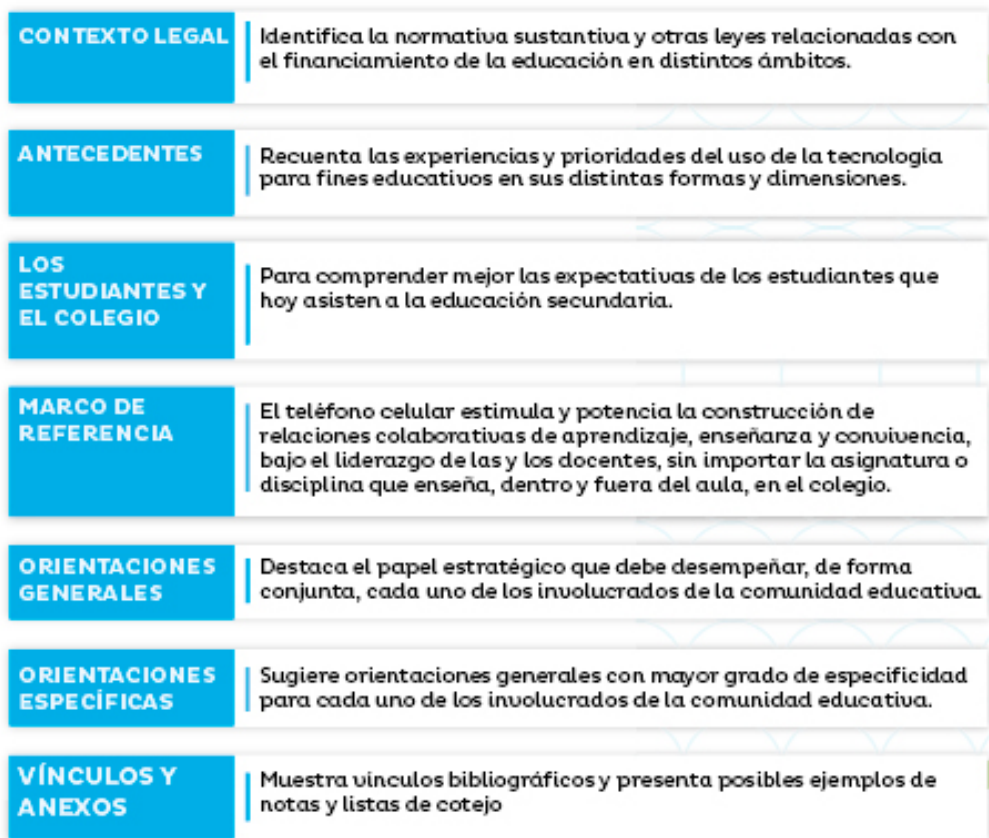 CONTEXTO LEGAL
Identifica la normativa sustantiva y otras leyes relacionadas con
el financiamiento de la educación en distintos ámbitos.
ANTECEDENTES
Recuenta las experiencias y prioridades del uso de la tecnología
para fines educativos en sus distintas formas y dimensiones.
LOS
ESTUDIANTES Y
EL COLEGIO
Para comprender mejor las expectativas de los estudiantes que
hoy asisten a la educación secundaria.
MARCO DE
REFERENCIA
El teléfono celular estimula y potencia la construcción de
relaciones colaborativas de aprendizaje, enseñanza y convivencia,
bajo el liderazgo de las y los docentes, sin importar la asignatura o
disciplina que enseña, dentro y fuera del aula, en el colegio.
ORIENTACIONES
GENERALES
Destaca el papel estratégico que debe desempeñar, de forma
conjunta, cada uno de los involucrados de la comunidad educativa.
ORIENTACIONES
ESPECÍFICAS
Sugiere orientaciones generales con mayor grado de especificidad
para cada uno de los involucrados de la comunidad educativa.
VÍNCULOS Y
ANEXOS
Muestra vínculos bibliográficos y presenta posibles ejemplos de
notas y listas de cotejo